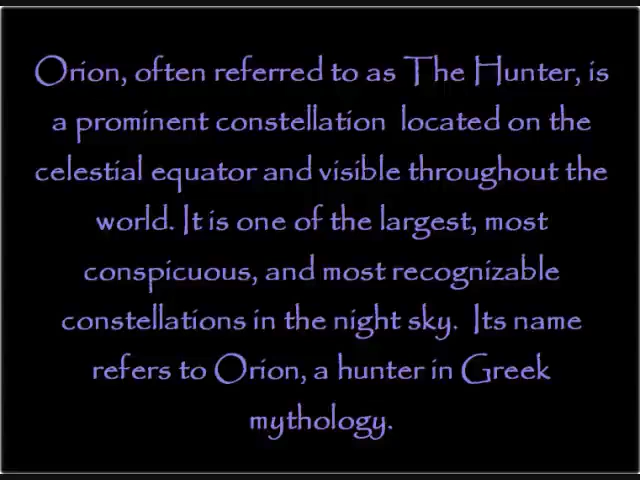 Orion, often referred to as The Hunter, is
a prominent constellation located on the
celestial equator and visible throughout the
world. It is one of the largest, most
conspicuous, and most recognizable
constellations in the night sky. Its name
refers to Orion, a hunter in Greek
mythology.